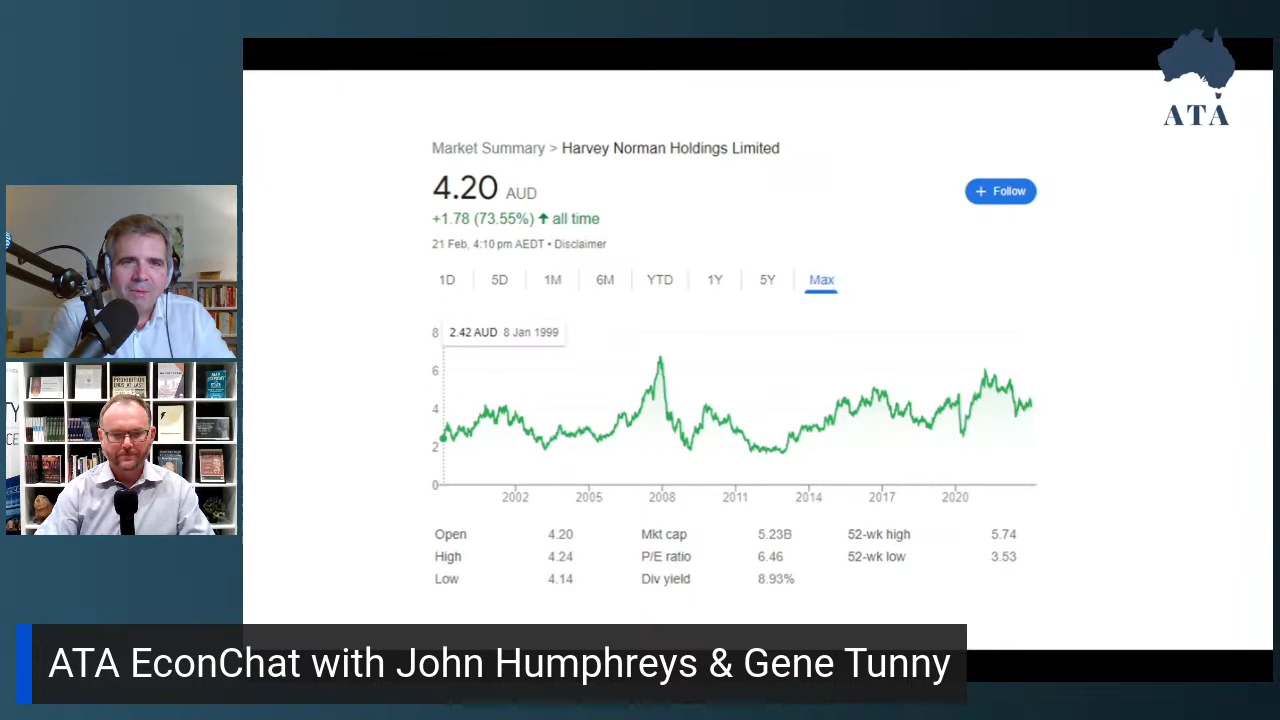 ATA
Market Summary > Harvey Norman Holdings Limited
4.20 AUD
+ Follow
+1.78 (73.55%) ↑ all time
21 Feb, 4:10 pm AEDT • Disclaimer
1D 5D 1M 6M YTD 1Y 5Y Max
8
2.42 AUD 8 Jan 1999
6
4
2
0
2002 2005 2008 2011 2014 2017 2020
Open 4.20 Mkt cap 5.23B 52-wk high 5.74
High 4.24 P/E ratio 6.46 52-wk low 3.53
Low 4.14 Div yield 8.93%
PROHIBITION
ATA EconChat with John Humphreys & Gene Tunny